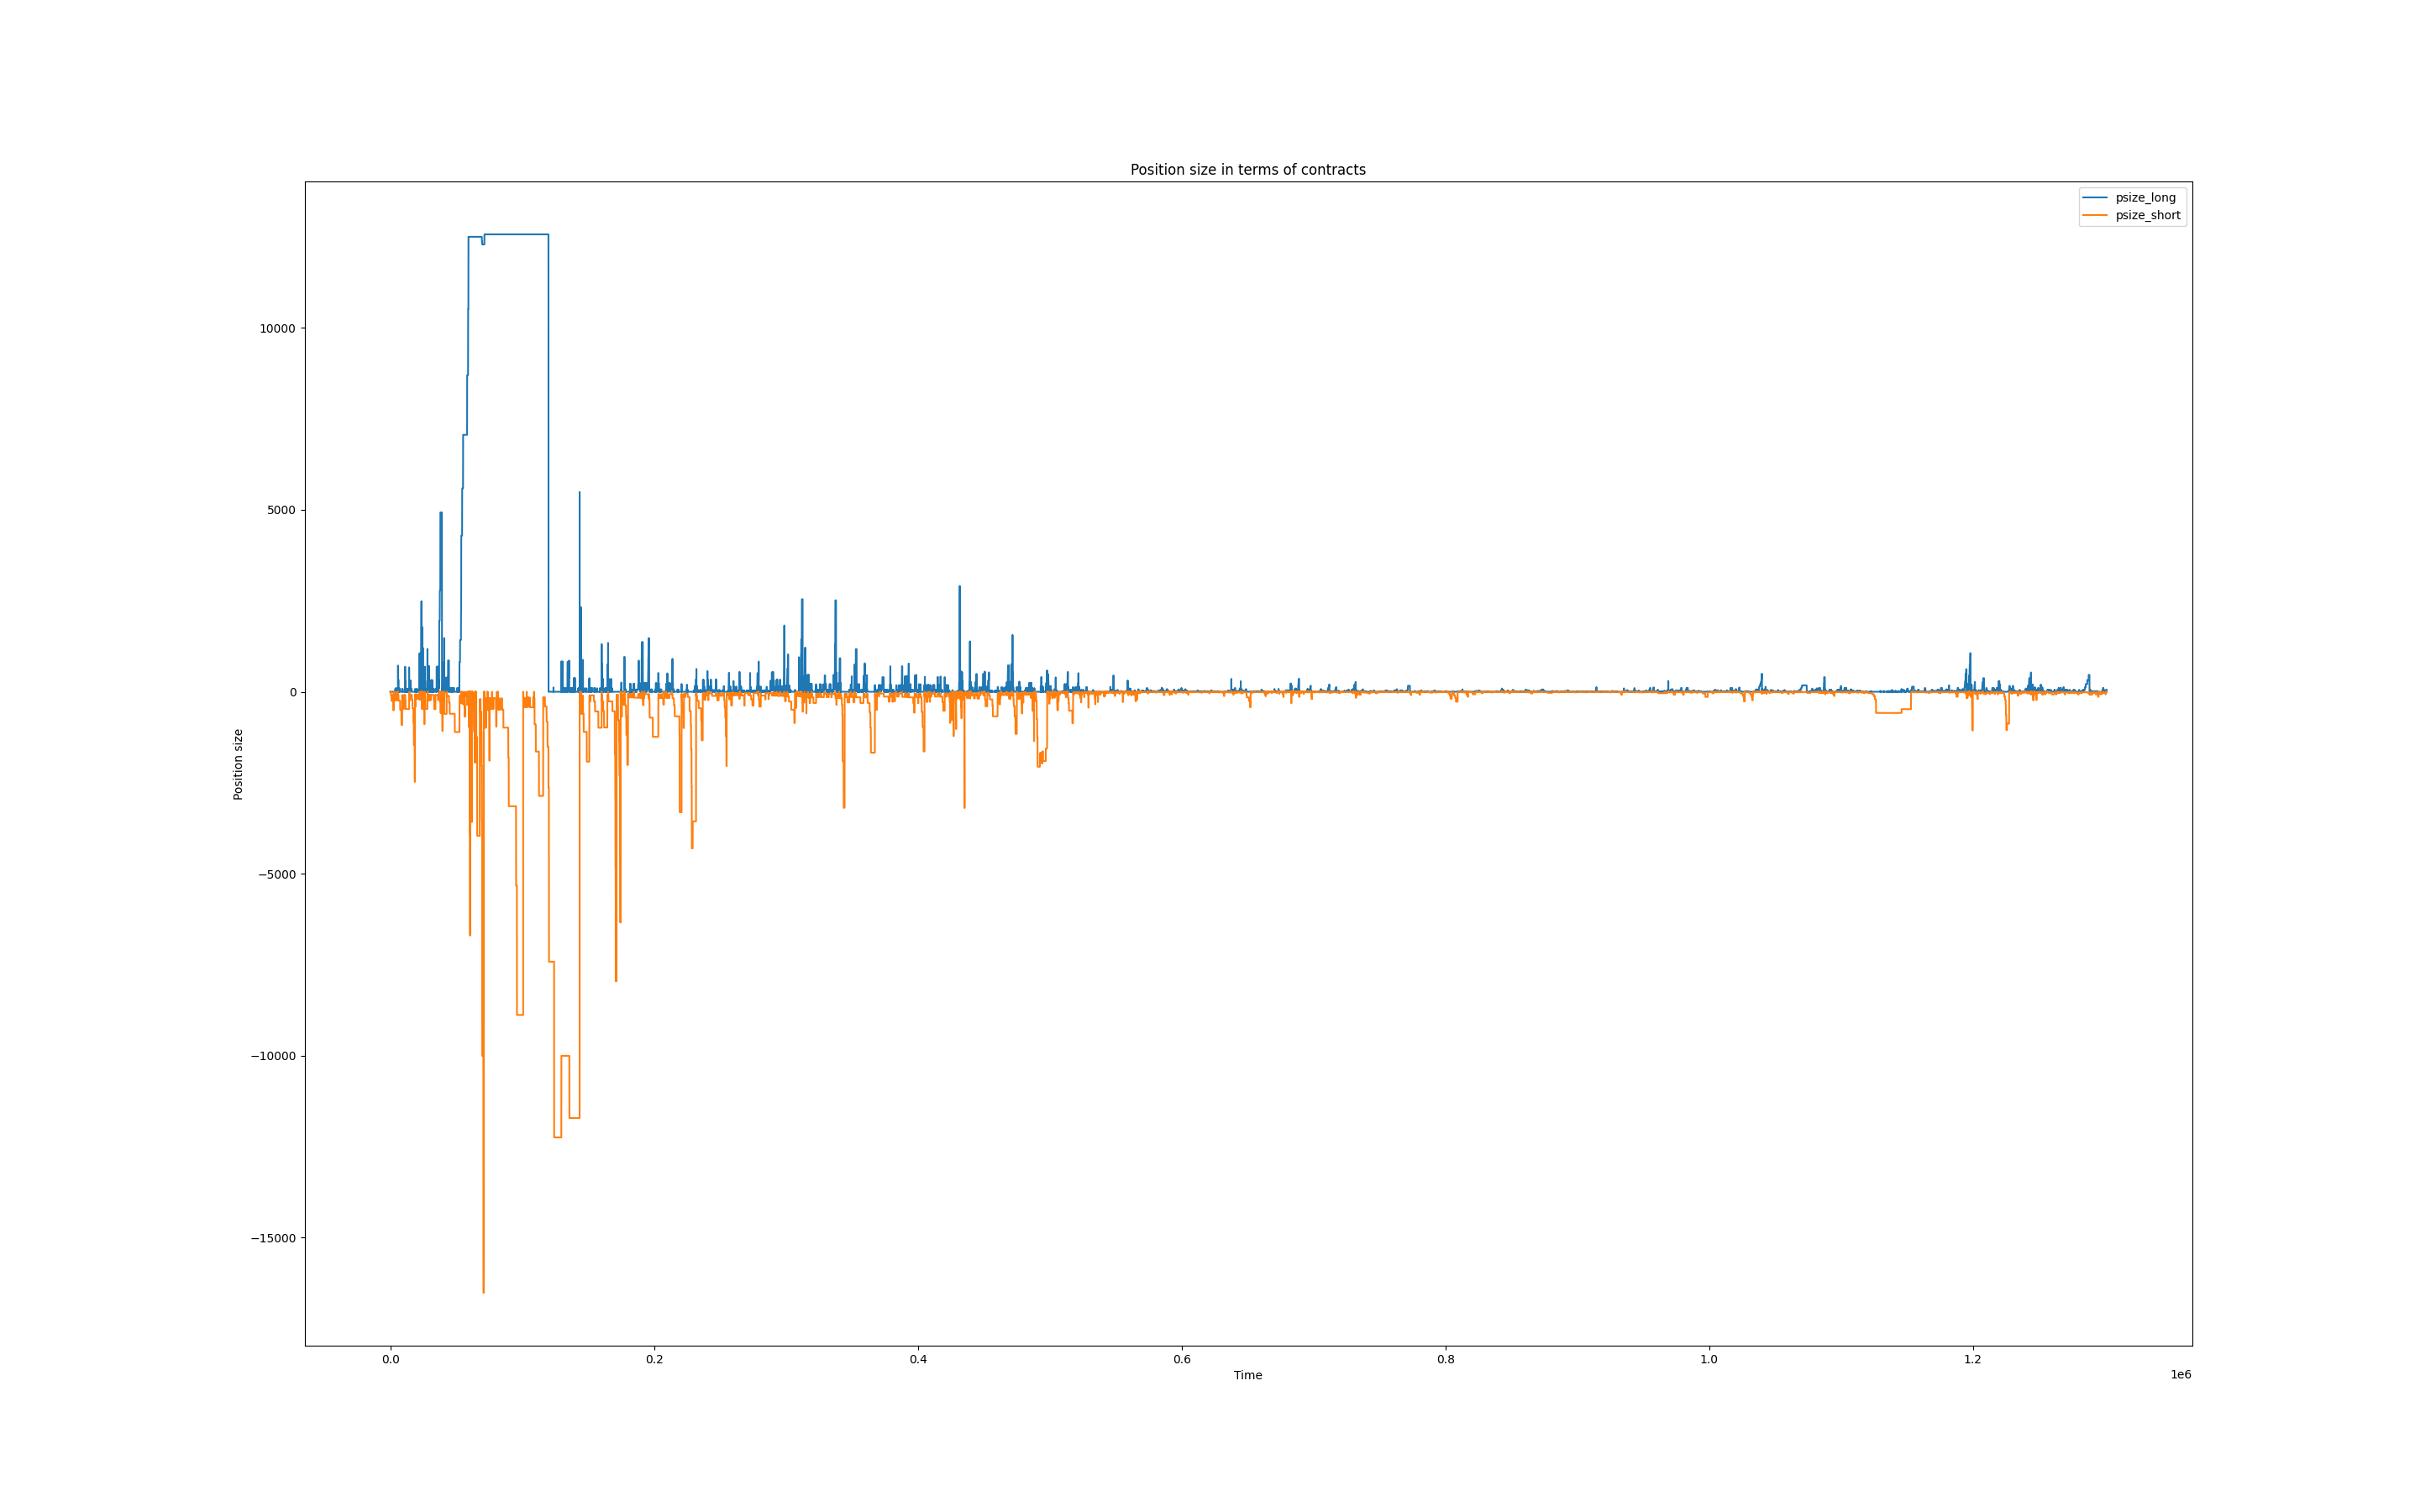 Position size in terms of contracts
psize_long
psize_short
10000
5000
0
−5000
−10000
−15000
Position size
0.0 0.2 0.4 0.6 0.8 1.0 1.2
Time
1e6